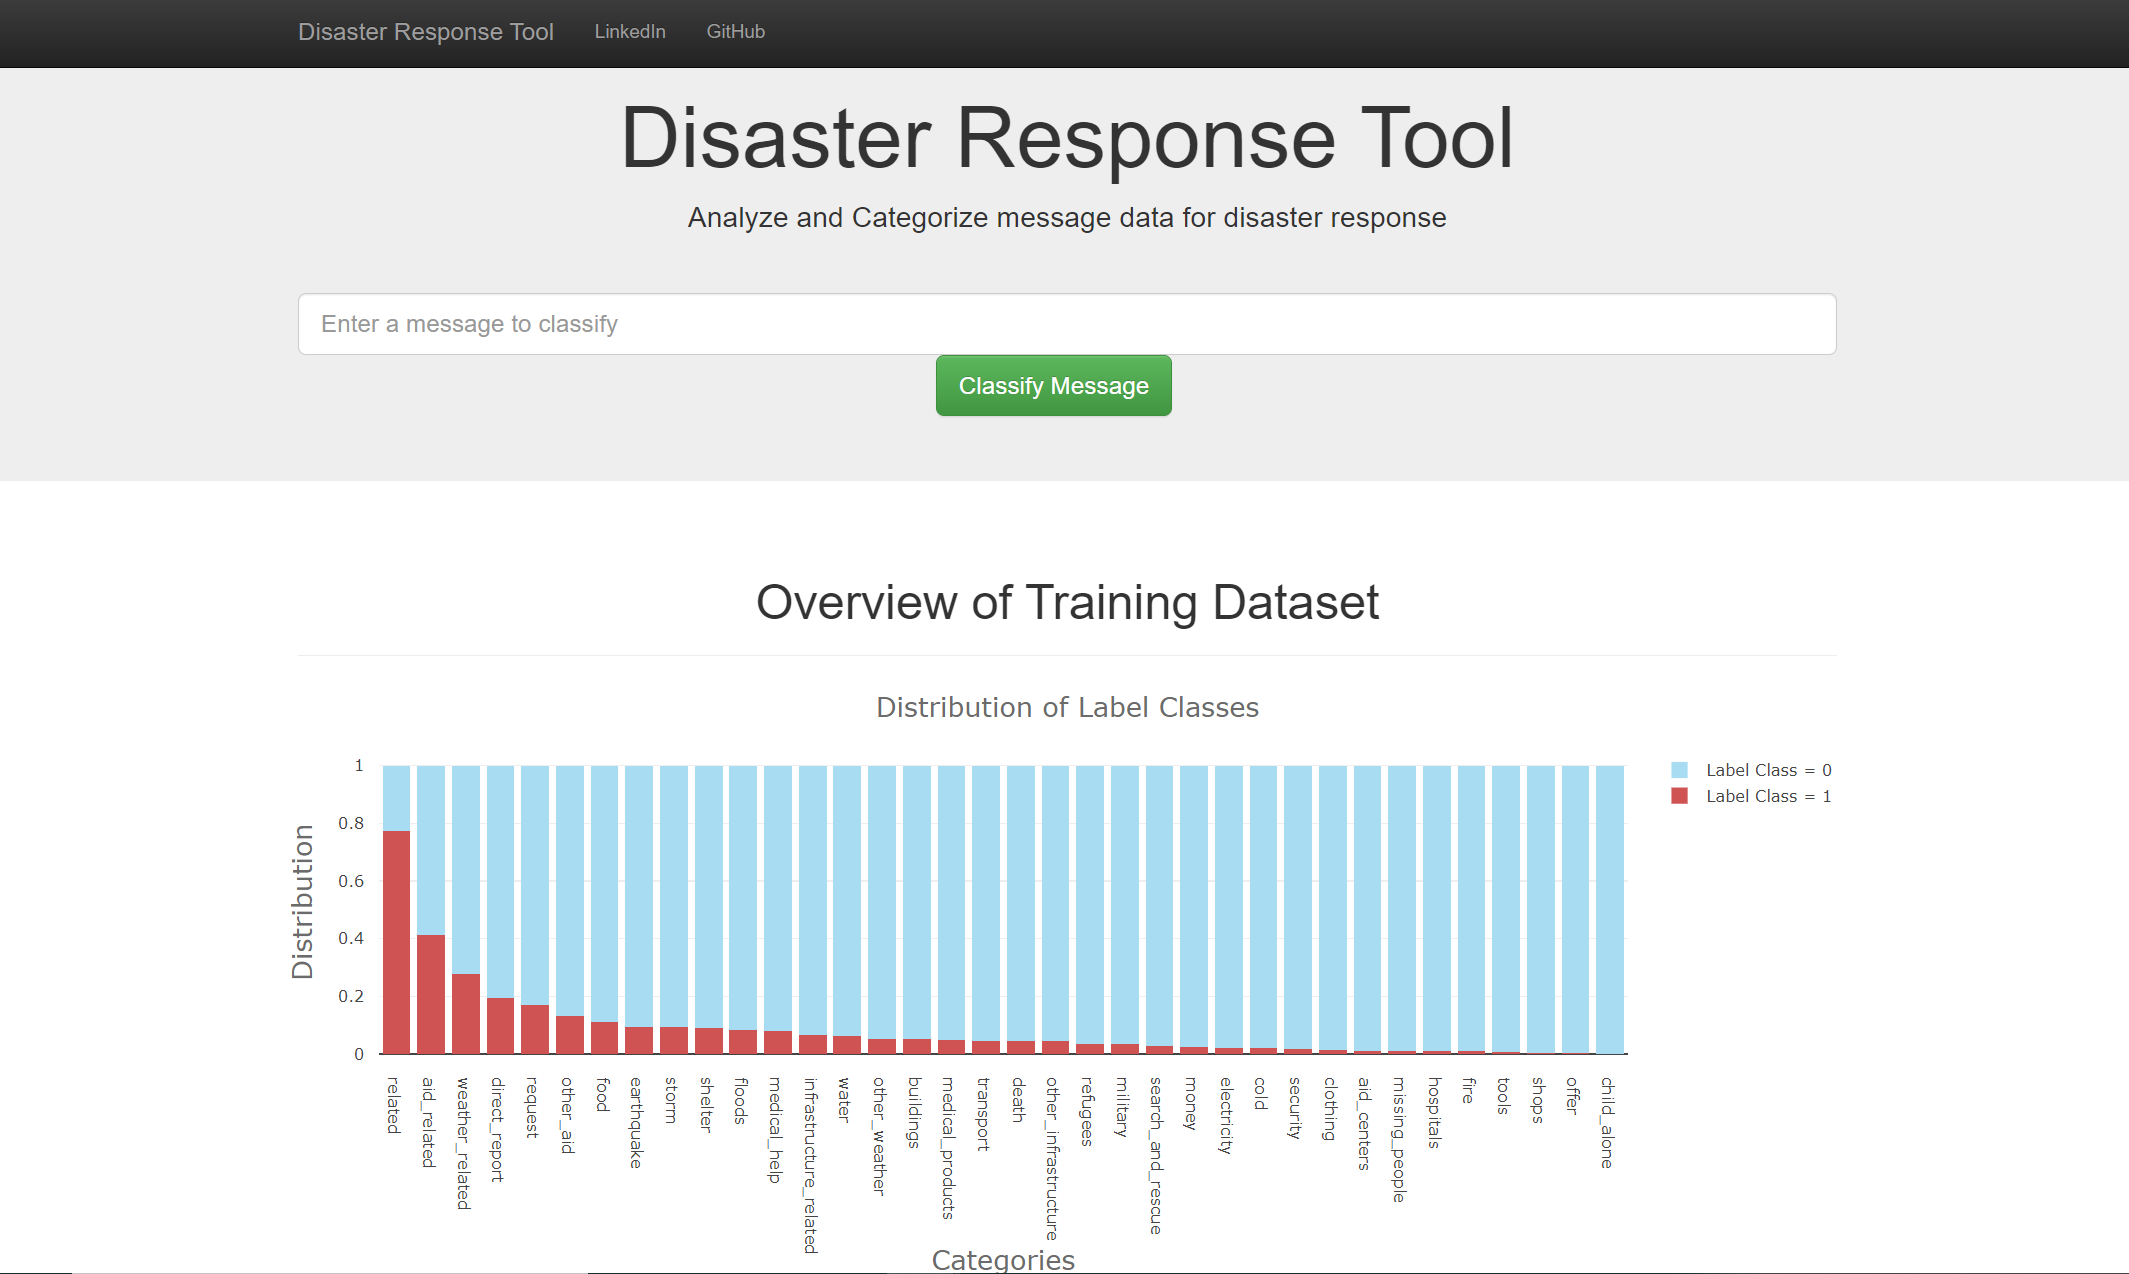 Disaster Response Tool LinkedIn GitHub
Disaster Response Tool
Analyze and Categorize message data for disaster response
Enter a message to classify
Classify Message
Overview of Training Dataset
Distribution of Label Classes
Label Class = 0
Label Class = 1
Distribution
1
0.8
0.6
0.4
0.2
0
related
aid_related
weather_related
direct_report
request
other_aid
food
earthquake
storm
shelter
floods
medical_help
infrastructure_related
water
other_weather
buildings
medical_products
transport
death
other_infrastructure
refugees
military
search_and_rescue
money
electricity
cold
security
clothing
aid_centers
missing_people
hospitals
fire
tools
shops
offer
child_alone
Categories